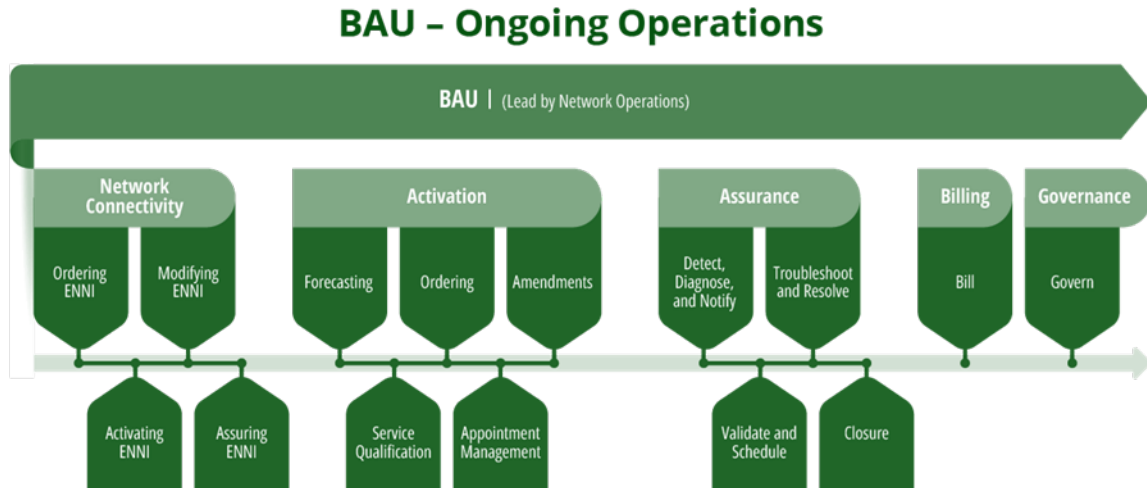 BAU – Ongoing Operations
BAU | (Lead by Network Operations)
Network
Connectivity
Activation
Assurance
Billing
Governance
Ordering
ENNI
Modifying
ENNI
Forecasting
Ordering
Amendments
Detect,
Diagnose,
and Notify
Troubleshoot
and Resolve
Bill
Govern
Activating
ENNI
Assuring
ENNI
Service
Qualification
Appointment
Management
Validate and
Schedule
Closure